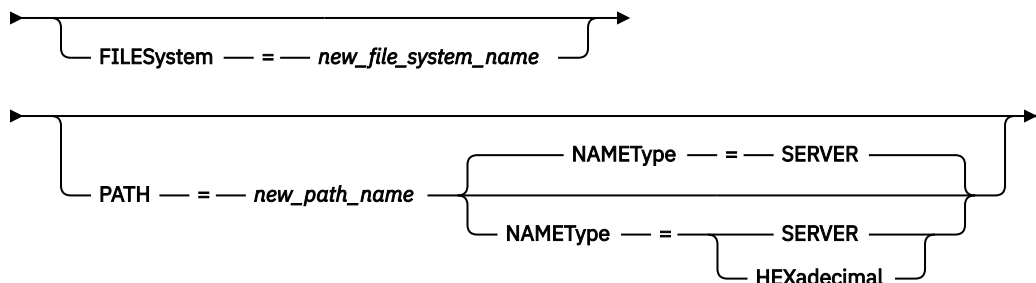 FILESystem = new_file_system_name
NAMEType = SERVER
PATH = new_path_name
NAMEType = SERVER
HEXadecimal